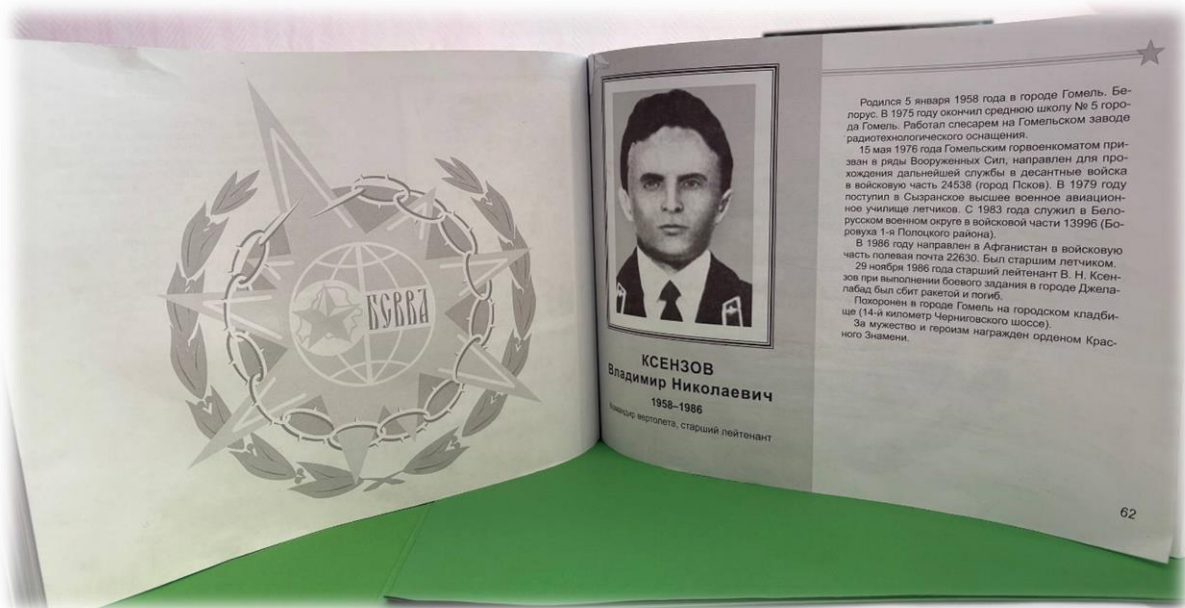 БСВВА
КСЕНЗОВ
Владимир Николаевич
1958–1986
Командир вертолета, старший лейтенант
Родился 5 января 1958 года в городе Гомель. Бе-
лорус. В 1975 году окончил среднюю школу № 5 горо-
да Гомель. Работал слесарем на Гомельском заводе
радиотехнологического оснащения.
15 мая 1976 года Гомельским горвоенкоматом при-
зван в ряды Вооруженных Сил, направлен для про-
хождения дальнейшей службы в десантные войска
в войсковую часть 24538 (город Псков). В 1979 году
поступил в Сызранское высшее военное авиацион-
ное училище летчиков. С 1983 года служил в Бело-
русском военном округе в войсковой части 13996 (Бо-
ровуха 1-я Полоцкого района).
В 1986 году направлен в Афганистан в войсковую
часть полевая почта 22630. Был старшим летчиком.
29 ноября 1986 года старший лейтенант В. Н. Ксен-
зов при выполнении боевого задания в городе Джела-
лабад был сбит ракетой и погиб.
Похоронен в городе Гомель на городском кладби-
ще (14-й километр Черниговского шоссе).
За мужество и героизм награжден орденом Крас-
ного Знамени.
62